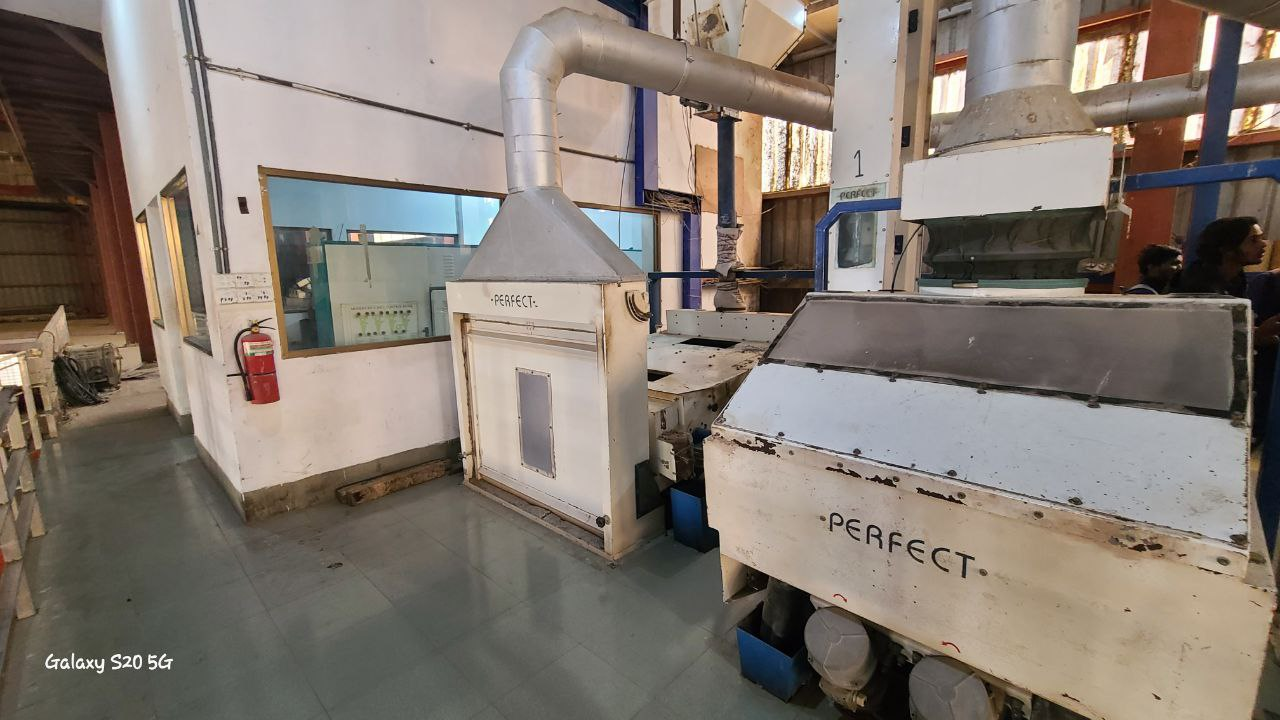 1
PERFECT
·PERFECT·
·PERFECT·
Galaxy S20 5G